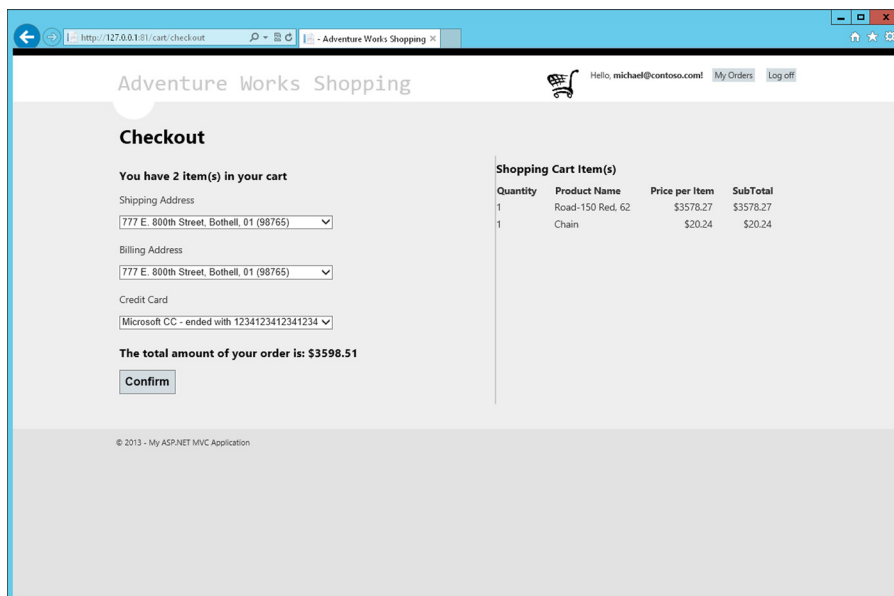 http://127.0.0.1:81/cart/checkout
- Adventure Works Shopping
Adventure Works Shopping
Hello, michael@contoso.com! My Orders Log off
Checkout
You have 2 item(s) in your cart
Shipping Address
777 E. 800th Street, Bothell, 01 (98765)
Billing Address
777 E. 800th Street, Bothell, 01 (98765)
Credit Card
Microsoft CC - ended with 1234123412341234
The total amount of your order is: $3598.51
Confirm
Shopping Cart Item(s)
Quantity Product Name Price per Item SubTotal
1 Road-150 Red, 62 $3578.27 $3578.27
1 Chain $20.24 $20.24
© 2013 - My ASP.NET MVC Application